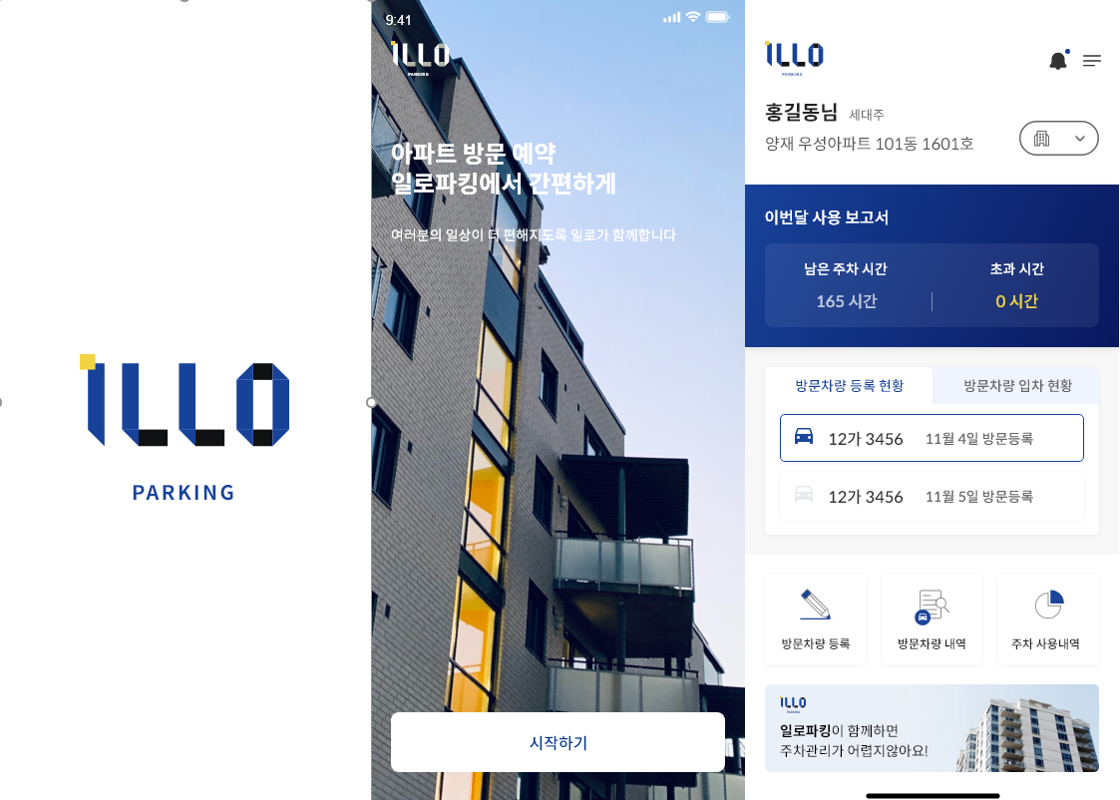 ILLO
PARKING
9:41
ILLO
PARKING
아파트 방문 예약
일로파킹에서 간편하게
여러분의 일상이 더 편해지도록 일로가 함께합니다
시작하기
ILLO
PARKING
홍길동님 세대주
양재 우성아파트 101동 1601호
이번달 사용 보고서
남은 주차 시간 초과 시간
165 시간 0 시간
방문차량 등록 현황 방문차량 입차 현황
12가 3456 11월 4일 방문등록
12가 3456 11월 5일 방문등록
방문차량 등록 방문차량 내역 주차 사용내역
ILLO
PARKING
일로파킹이 함께하면
주차관리가 어렵지않아요!